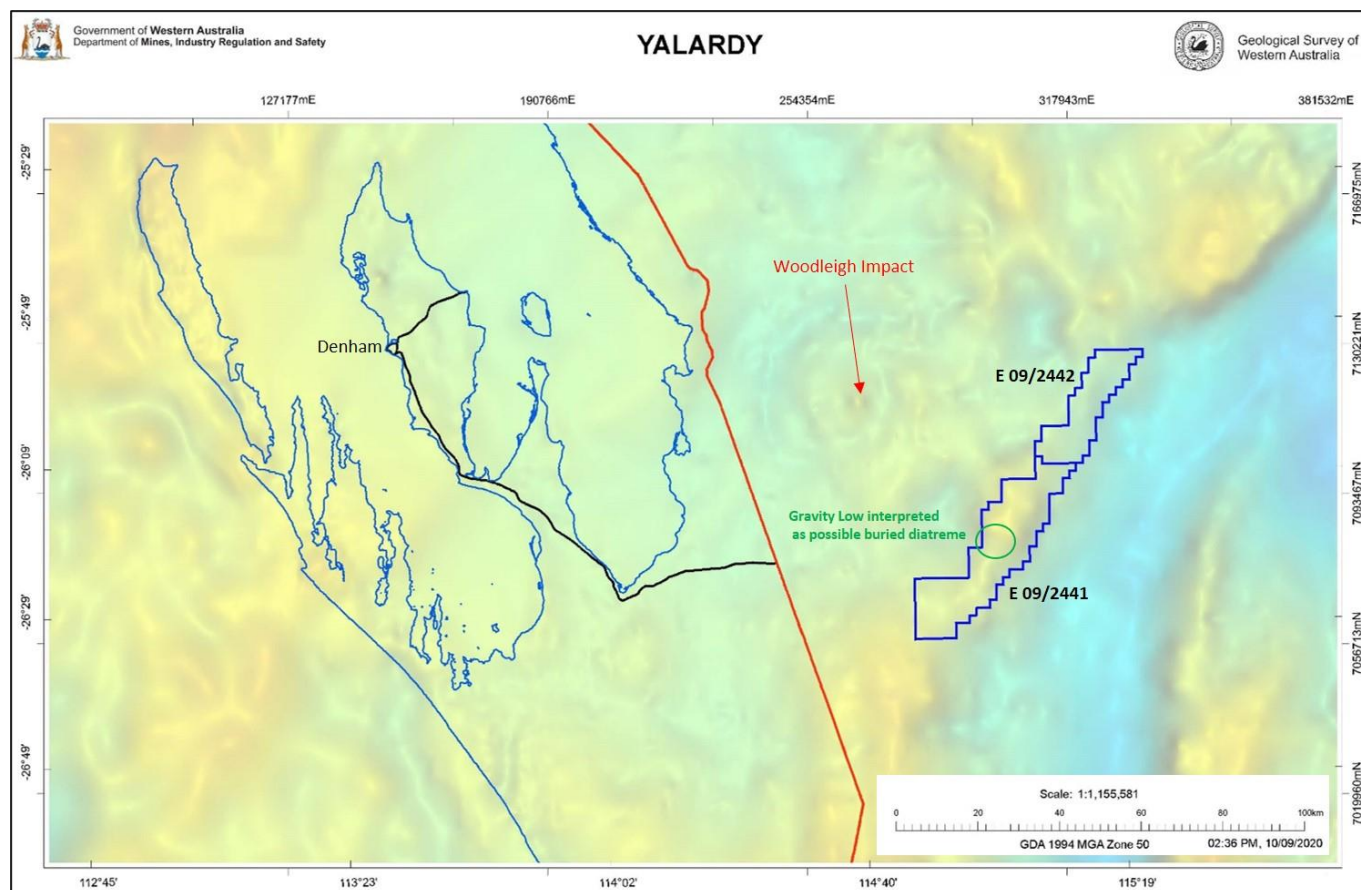 Government of Western Australia
Department of Mines, Industry Regulation and Safety
YALARDY
Geological Survey of
Western Australia
127177mE
190766mE
254354mE
317943mE
381532mE
-25°29'
7166975mN
Woodleigh Impact
-25°49'
7130221mN
Denham
E 09/2442
-26°09'
7093467mN
Gravity Low interpreted
as possible buried diatreme
E 09/2441
-26°29'
7056713mN
-26°49'
7019960mN
Scale: 1:1,155,581
0 20 40 60 80 100km
GDA 1994 MGA Zone 50
02:36 PM, 10/09/2020
112°45'
113°23'
114°02'
114°40'
115°19'